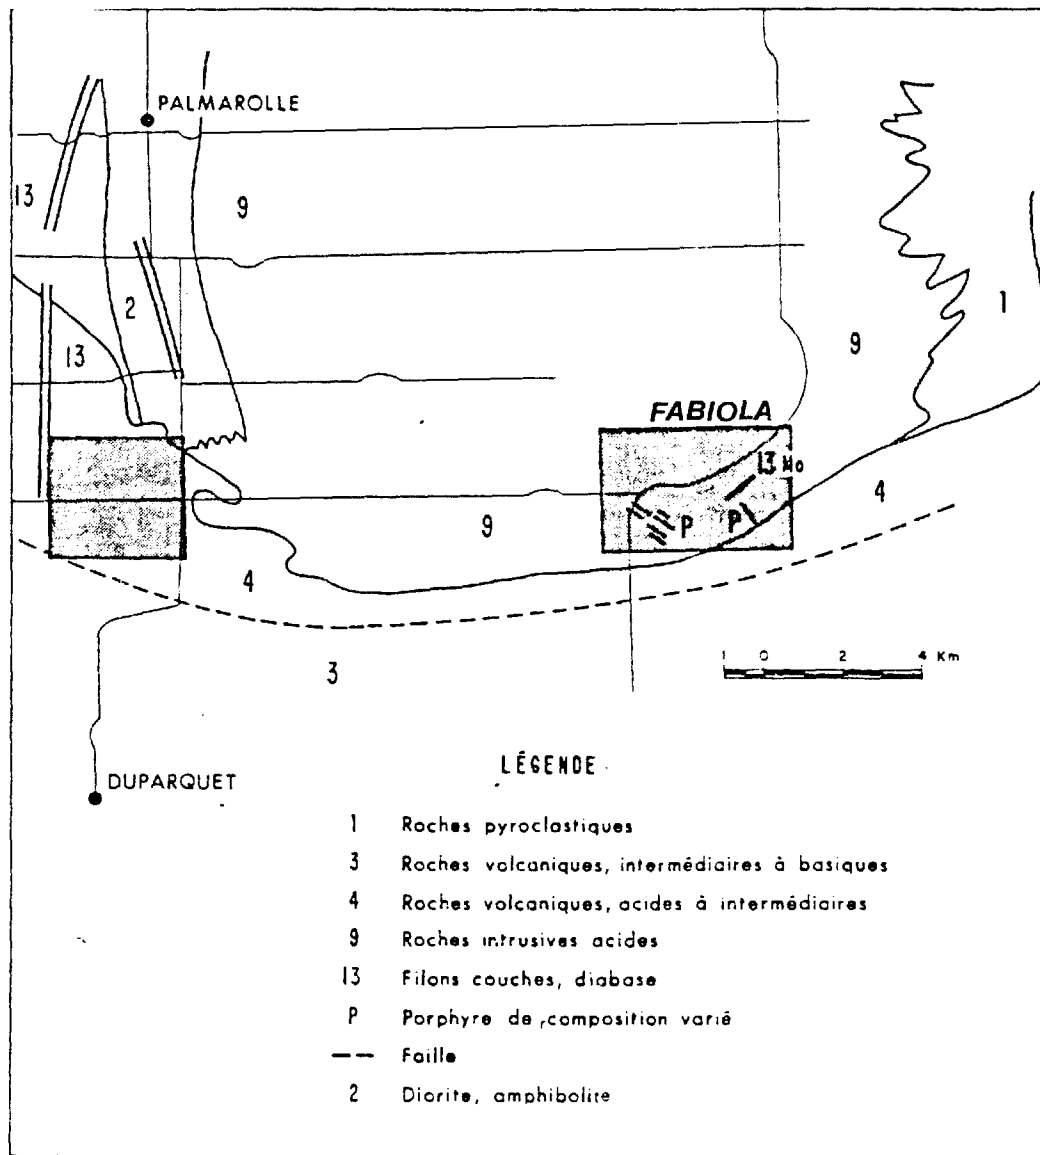 PALMAROLLE
13
9
2
1
13
9
FABIOLA
13 Mo
4
9
P
P
4
1 0 2 4 Km
3
LÉGENDE
DUPARQUET
1 Roches pyroclastiques
3 Roches volcaniques, intermédiaires à basiques
4 Roches volcaniques, acides à intermédiaires
9 Roches intrusives acides
13 Filons couches, diabase
P Porphyre de composition varié
Faille
2 Diorite, amphibolite